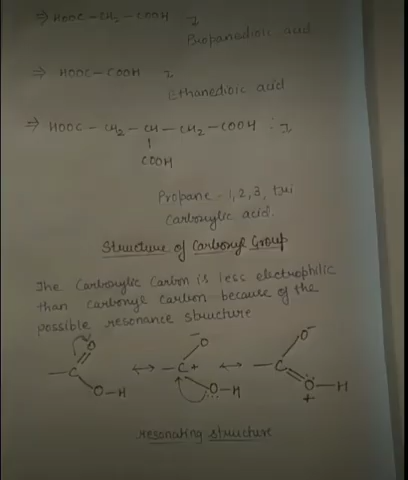 ⇒ HOOC – CH₂ – COOH :
Propanedioic acid
⇒ HOOC – COOH :
Ethanedioic acid
⇒ HOOC – CH₂ – CH – CH₂ – COOH :
|
COOH
Propane – 1, 2, 3, tri
Carboxylic acid.
Structure of Carboxyl Group
The Carboxylic Carbon is less electrophilic
than carbonyl carbon because of the
possible resonance structure
O O⁻ O⁻
– C ↔ – C + ↔ – C
O – H O – H O – H
+
resonating structure